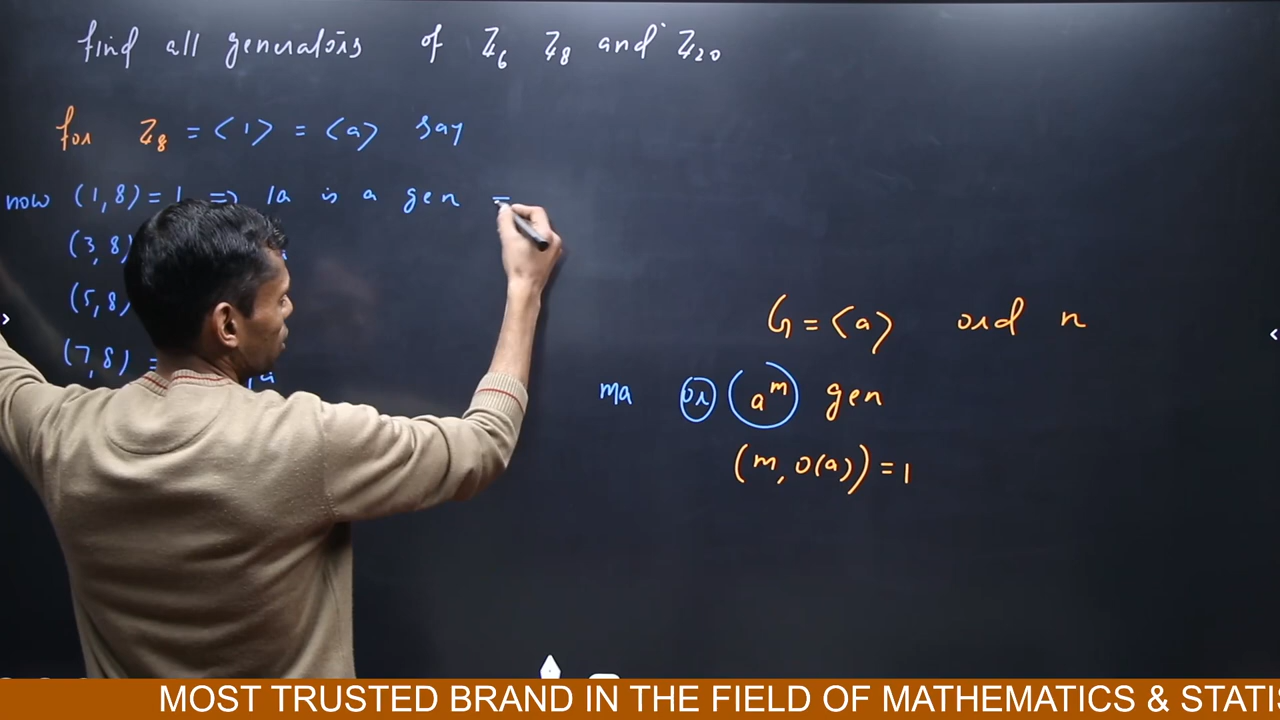 find all generators of Z₆ Z₈ and Z₂₀
for Z₈ = <1> = <a> say
now (1,8) = 1 => 1a is a gen =
(3,8)
(5,8)
(7,8) =
G = <a> ord n
ma or (a^m) gen
(m, o(a)) = 1
MOST TRUSTED BRAND IN THE FIELD OF MATHEMATICS & STATIS